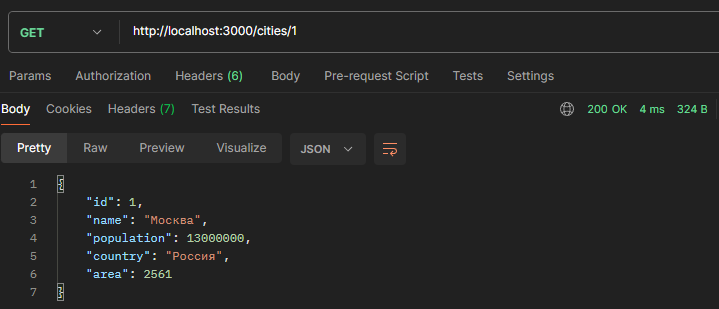 GET http://localhost:3000/cities/1
Params Authorization Headers (6) Body Pre-request Script Tests Settings
Body Cookies Headers (7) Test Results 200 OK 4 ms 324 B
Pretty Raw Preview Visualize JSON
1 {
2 "id": 1,
3 "name": "Москва",
4 "population": 13000000,
5 "country": "Россия",
6 "area": 2561
7 }